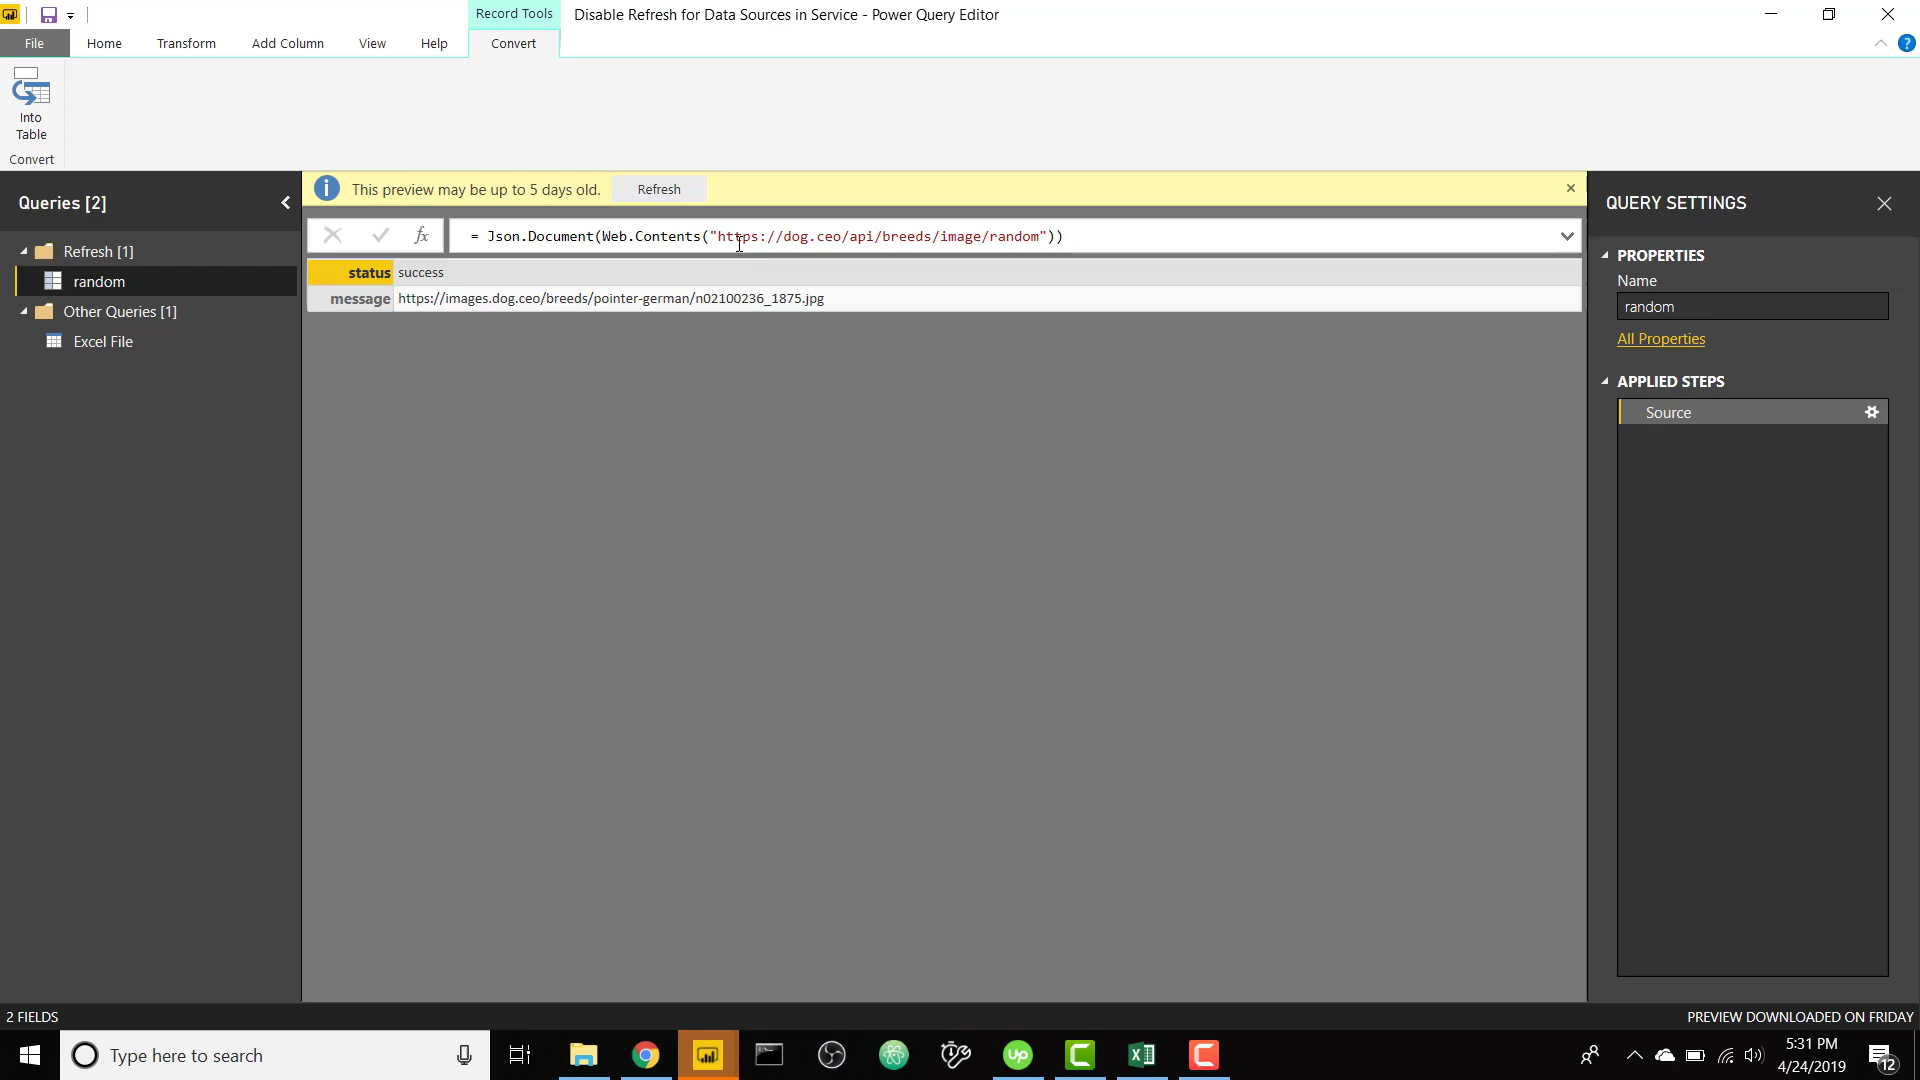 Record Tools
Disable Refresh for Data Sources in Service - Power Query Editor
File Home Transform Add Column View Help Convert
?
Into
Table
Convert
Queries [2]
This preview may be up to 5 days old. Refresh
QUERY SETTINGS
fx = Json.Document(Web.Contents("https://dog.ceo/api/breeds/image/random"))
Refresh [1]
random
Other Queries [1]
Excel File
status success
message https://images.dog.ceo/breeds/pointer-german/n02100236_1875.jpg
PROPERTIES
Name
random
All Properties
APPLIED STEPS
Source
2 FIELDS
PREVIEW DOWNLOADED ON FRIDAY
Type here to search
up
5:31 PM
4/24/2019
12